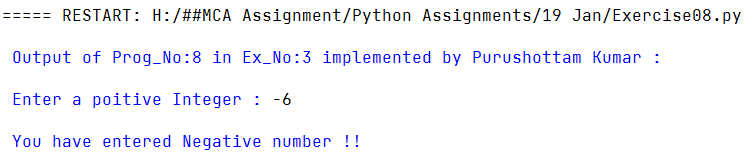 ===== RESTART: H:/##MCA Assignment/Python Assignments/19 Jan/Exercise08.py
Output of Prog_No:8 in Ex_No:3 implemented by Purushottam Kumar :
Enter a poitive Integer : -6
You have entered Negative number !!